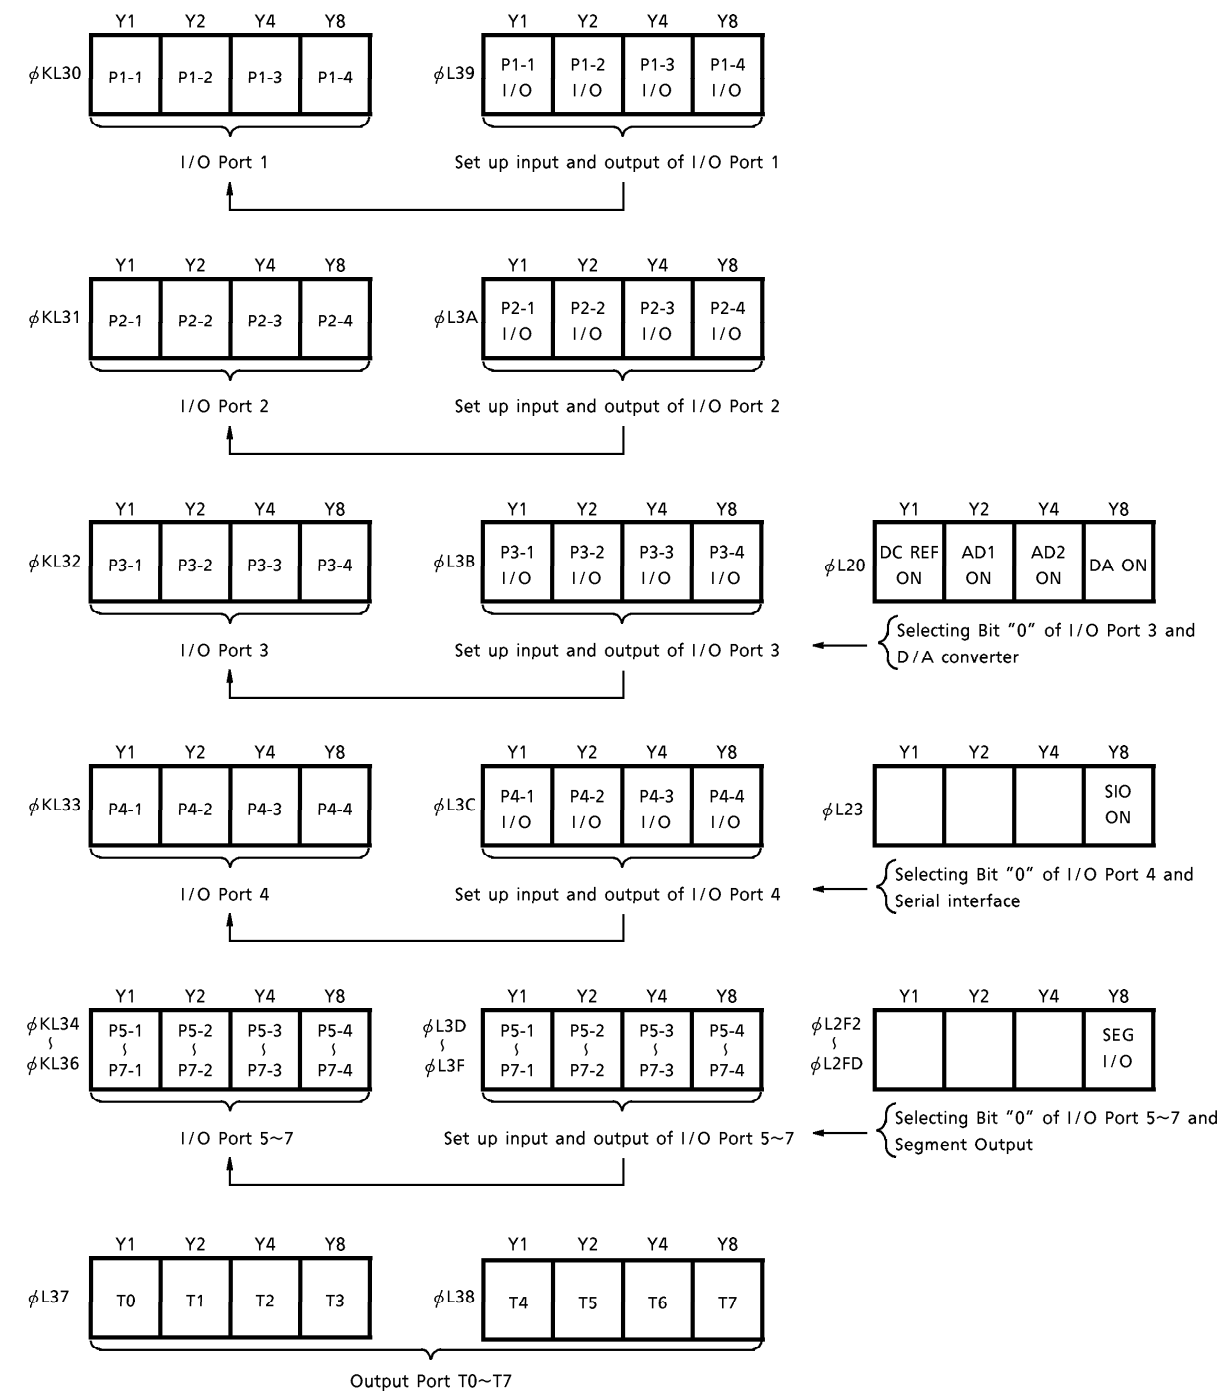 Y1 Y2 Y4 Y8 Y1 Y2 Y4 Y8
ϕKL30 P1-1 P1-2 P1-3 P1-4 ϕL39 P1-1 I/O P1-2 I/O P1-3 I/O P1-4 I/O
I/O Port 1 Set up input and output of I/O Port 1
Y1 Y2 Y4 Y8 Y1 Y2 Y4 Y8
ϕKL31 P2-1 P2-2 P2-3 P2-4 ϕL3A P2-1 I/O P2-2 I/O P2-3 I/O P2-4 I/O
I/O Port 2 Set up input and output of I/O Port 2
Y1 Y2 Y4 Y8 Y1 Y2 Y4 Y8 Y1 Y2 Y4 Y8
ϕKL32 P3-1 P3-2 P3-3 P3-4 ϕL3B P3-1 I/O P3-2 I/O P3-3 I/O P3-4 I/O ϕL20 DC REF ON AD1 ON AD2 ON DA ON
I/O Port 3 Set up input and output of I/O Port 3 Selecting Bit "0" of I/O Port 3 and
D/A converter
Y1 Y2 Y4 Y8 Y1 Y2 Y4 Y8 Y1 Y2 Y4 Y8
ϕKL33 P4-1 P4-2 P4-3 P4-4 ϕL3C P4-1 I/O P4-2 I/O P4-3 I/O P4-4 I/O ϕL23 SIO ON
I/O Port 4 Set up input and output of I/O Port 4 Selecting Bit "0" of I/O Port 4 and
Serial interface
Y1 Y2 Y4 Y8 Y1 Y2 Y4 Y8 Y1 Y2 Y4 Y8
ϕKL34 P5-1 P5-2 P5-3 P5-4 ϕL3D P5-1 P5-2 P5-3 P5-4 ϕL2F2 SEG
~ ~ ~ ~ ~ ~ ~ ~ ~ ~ ~
ϕKL36 P7-1 P7-2 P7-3 P7-4 ϕL3F P7-1 P7-2 P7-3 P7-4 ϕL2FD I/O
I/O Port 5~7 Set up input and output of I/O Port 5~7 Selecting Bit "0" of I/O Port 5~7 and
Segment Output
Y1 Y2 Y4 Y8 Y1 Y2 Y4 Y8
ϕL37 T0 T1 T2 T3 ϕL38 T4 T5 T6 T7
Output Port T0~T7